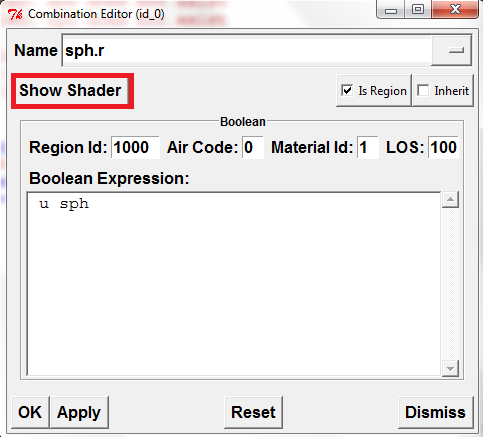 Combination Editor (id_0)
Name sph.r
Show Shader Is Region Inherit
Boolean
Region Id: 1000 Air Code: 0 Material Id: 1 LOS: 100
Boolean Expression:
u sph
OK Apply Reset Dismiss